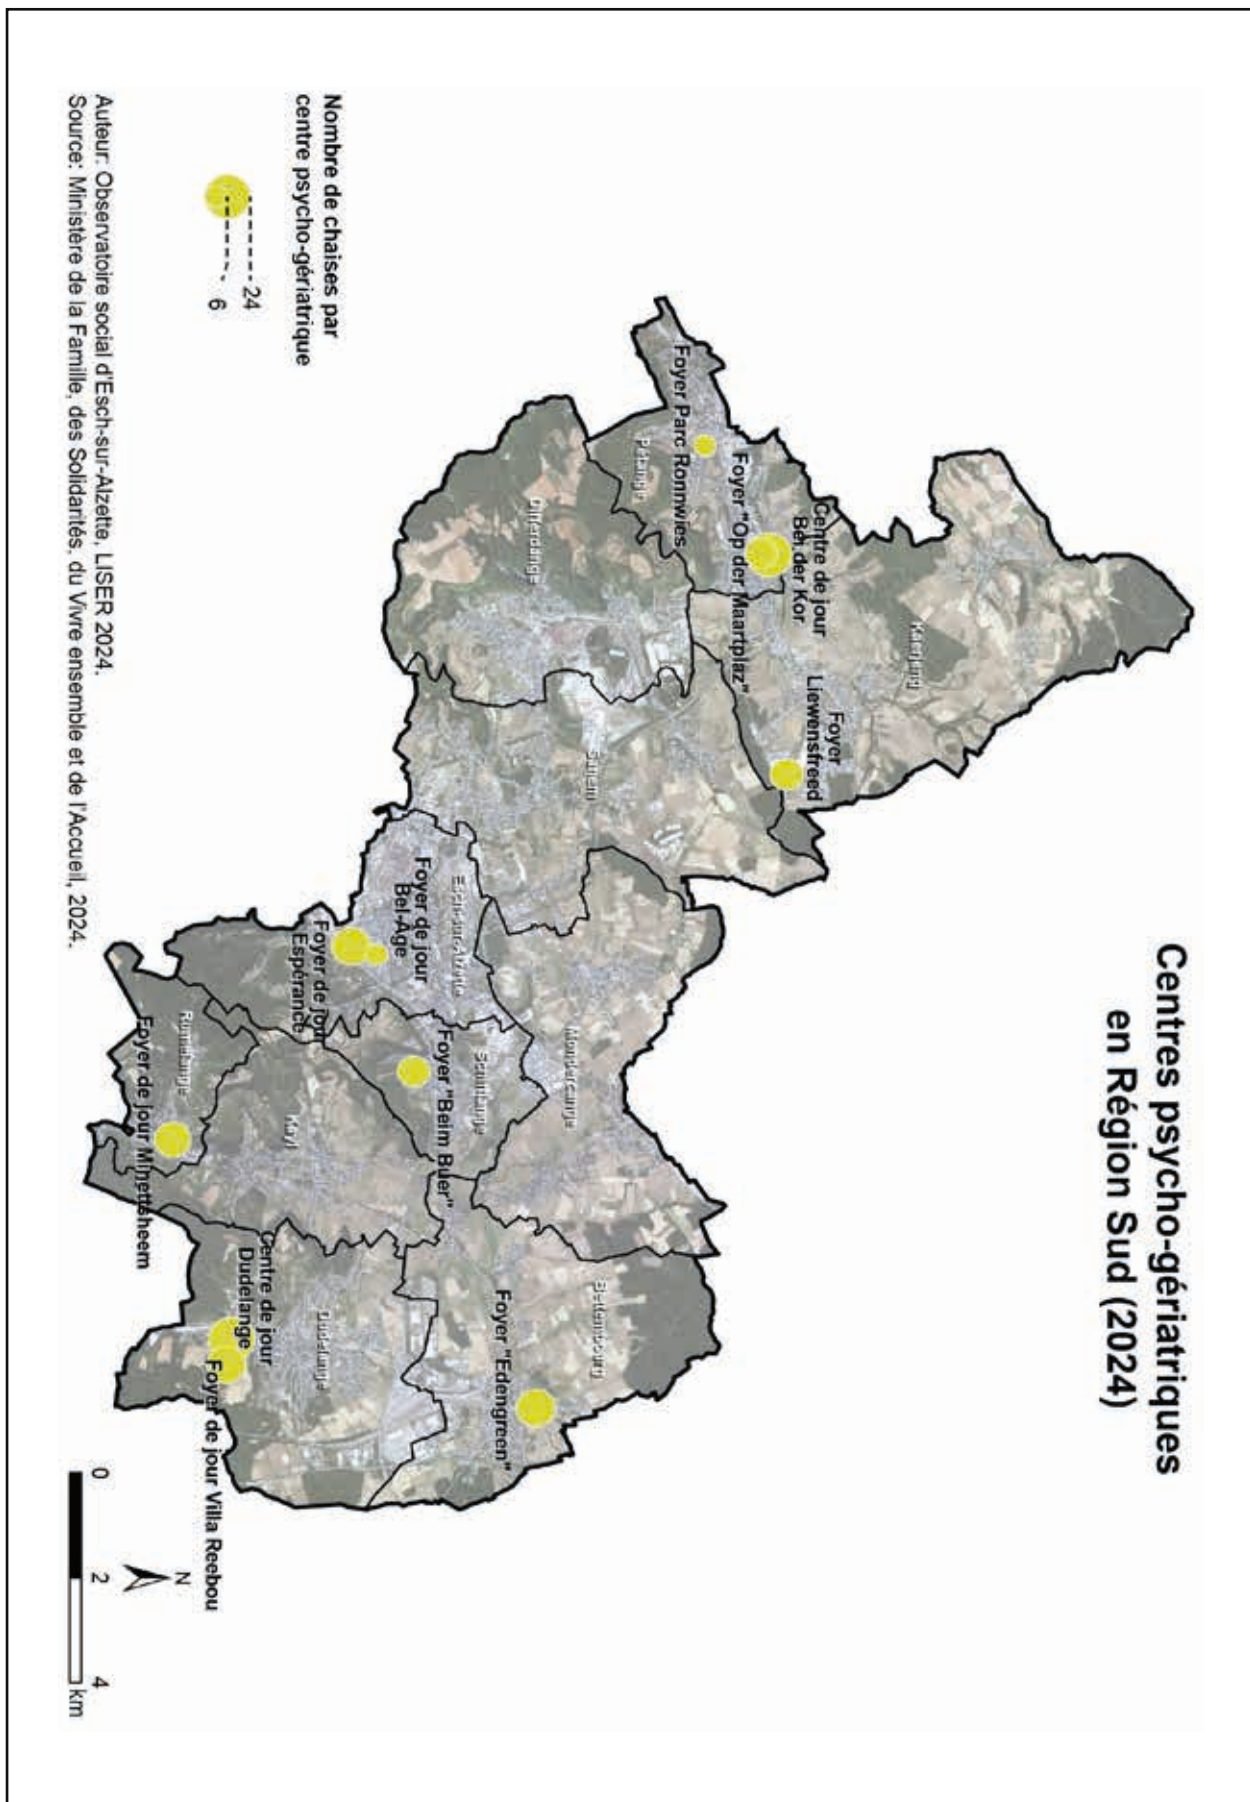 Centres psycho-gériatriques
en Région Sud (2024)
Käerjeng
Foyer
Liewensfreed
Centre de jour
Bei der Kor
Foyer "Op der Maartplaz"
Foyer Parc Ronnwies
Pétange
Differdange
Sanem
Mondercange
Bettembourg
Foyer "Edengreen"
Esch-sur-Alzette
Foyer de jour
Bel-Age
Schifflange
Foyer "Beim Buer"
Foyer de jour
Espérance
Kayl
Rumelange
Foyer de jour Minettsheem
Dudelange
Centre de jour
Dudelange
Foyer de jour Villa Reebou
Nombre de chaises par
centre psycho-gériatrique
24
6
N
0 2 4
km
Auteur: Observatoire social d'Esch-sur-Alzette, LISER 2024.
Source: Ministère de la Famille, des Solidarités, du Vivre ensemble et de l'Accueil, 2024.